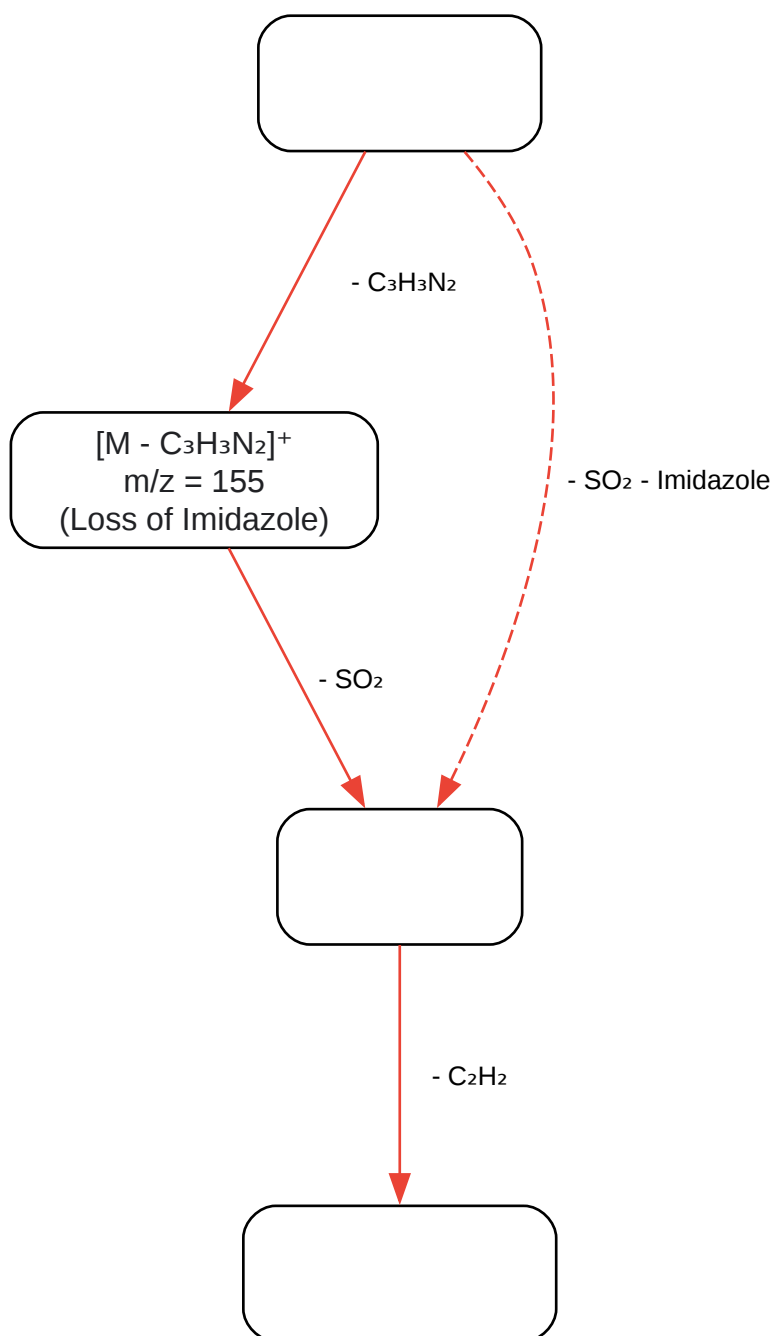 - C₃H₃N₂
[M - C₃H₃N₂]⁺
m/z = 155
(Loss of Imidazole)
- SO₂ - Imidazole
- SO₂
- C₂H₂